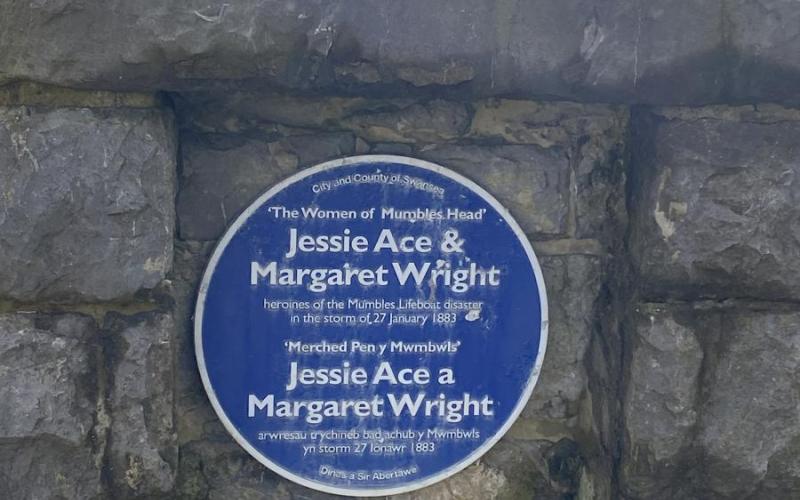 City and County of Swansea
'The Women of Mumbles Head'
Jessie Ace &
Margaret Wright
heroines of the Mumbles Lifeboat disaster
in the storm of 27 January 1883
'Merched Pen y Mwmbwls'
Jessie Ace a
Margaret Wright
arwresau trychineb bad achub y Mwmbwls
yn storm 27 Ionawr 1883
Dinas a Sir Abertawe